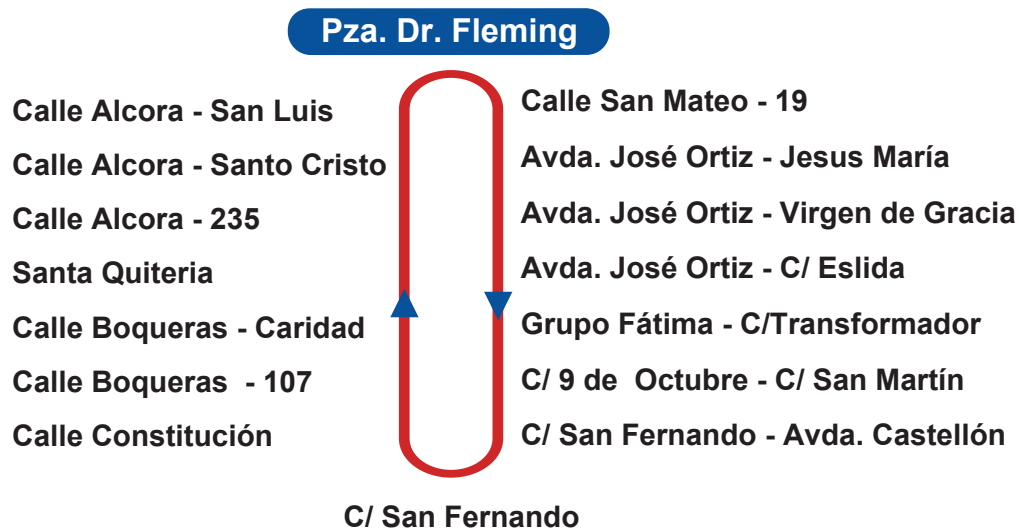 Pza. Dr. Fleming
Calle Alcora - San Luis
Calle Alcora - Santo Cristo
Calle Alcora - 235
Santa Quiteria
Calle Boqueras - Caridad
Calle Boqueras - 107
Calle Constitución
Calle San Mateo - 19
Avda. José Ortiz - Jesus María
Avda. José Ortiz - Virgen de Gracia
Avda. José Ortiz - C/ Eslida
Grupo Fátima - C/Transformador
C/ 9 de Octubre - C/ San Martín
C/ San Fernando - Avda. Castellón
C/ San Fernando